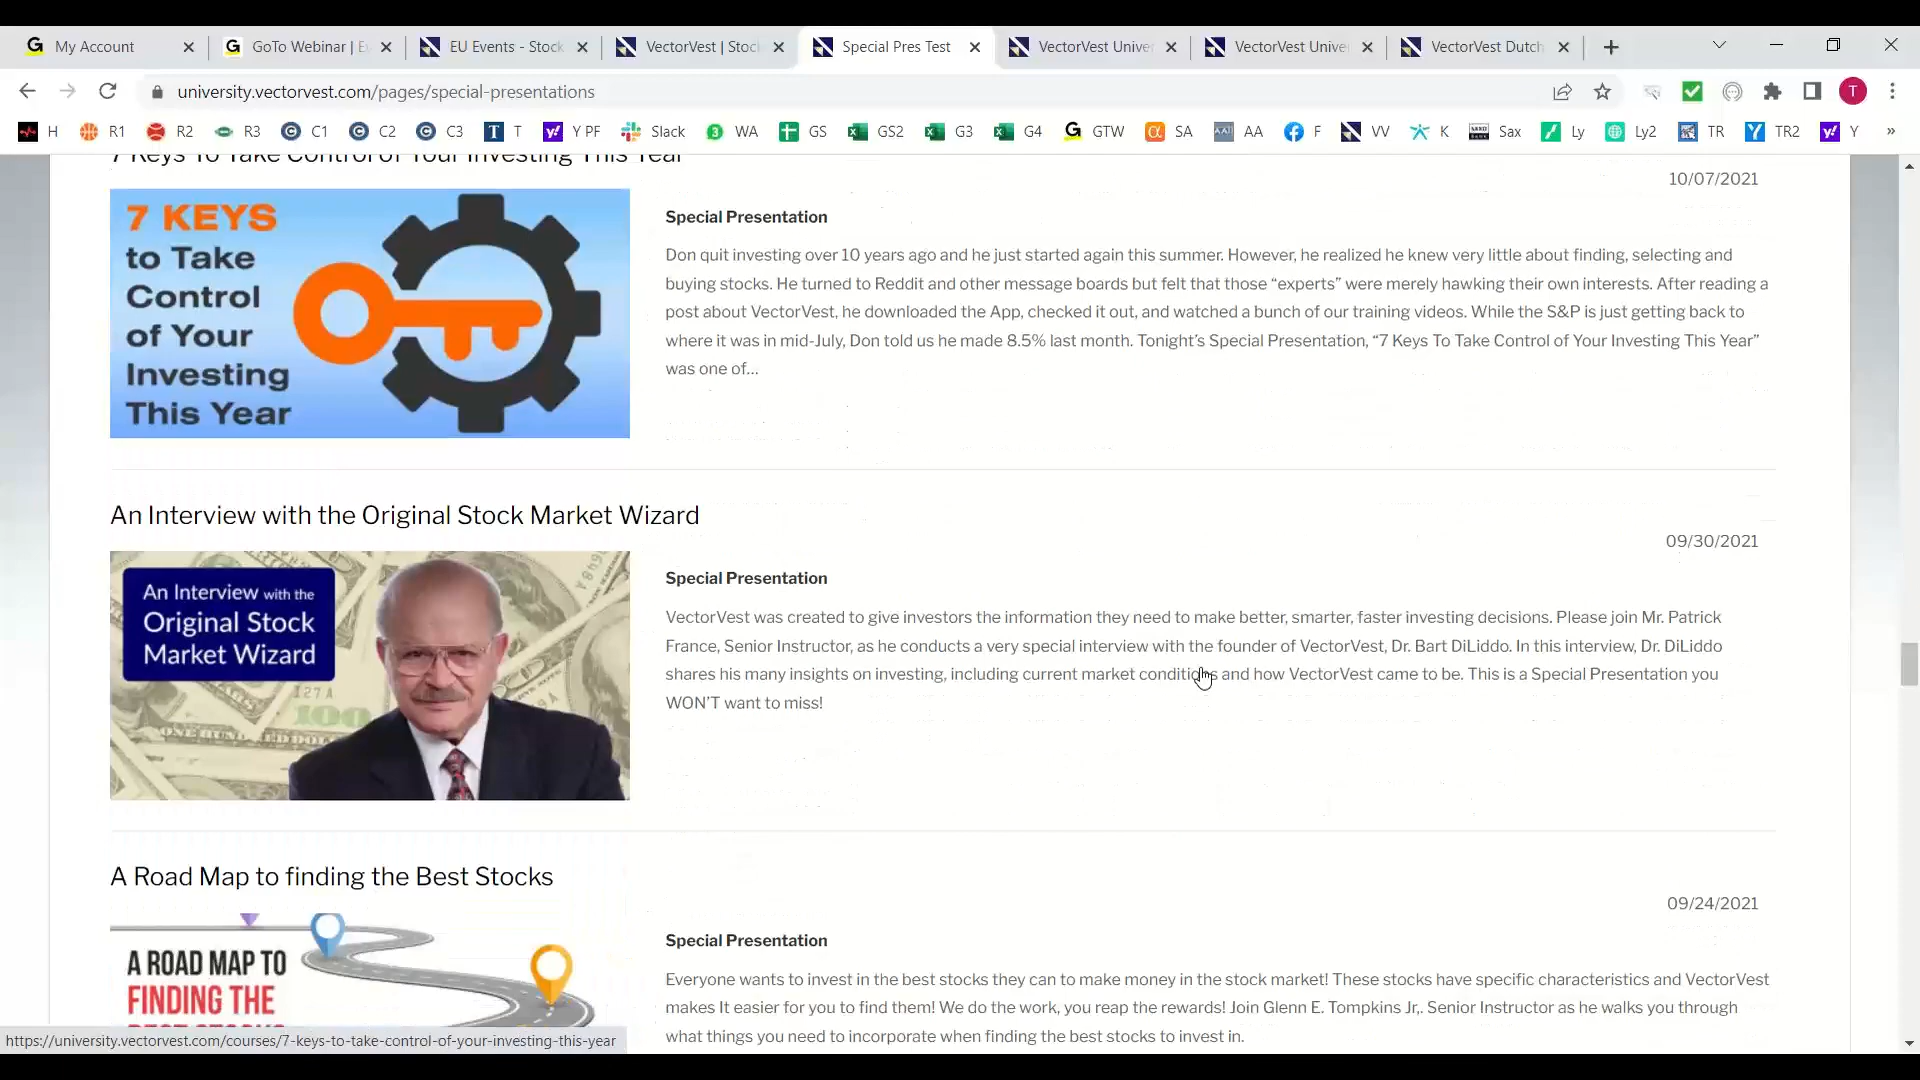 My Account
GoTo Webinar | E
EU Events - Stock
VectorVest | Stoc
Special Pres Test
VectorVest Univer
VectorVest Unive
VectorVest Dutch
university.vectorvest.com/pages/special-presentations
T
H R1 R2 R3 C1 C2 C3 T Y PF Slack WA GS GS2 G3 G4 GTW SA AA F VV K Sax Ly Ly2 TR TR2 Y »
7 Keys To Take Control of Your Investing This Year
10/07/2021
7 KEYS
to Take
Control
of Your
Investing
This Year
Special Presentation
Don quit investing over 10 years ago and he just started again this summer. However, he realized he knew very little about finding, selecting and
buying stocks. He turned to Reddit and other message boards but felt that those “experts” were merely hawking their own interests. After reading a
post about VectorVest, he downloaded the App, checked it out, and watched a bunch of our training videos. While the S&P is just getting back to
where it was in mid-July, Don told us he made 8.5% last month. Tonight’s Special Presentation, “7 Keys To Take Control of Your Investing This Year”
was one of…
An Interview with the Original Stock Market Wizard
09/30/2021
An Interview with the
Original Stock
Market Wizard
Special Presentation
VectorVest was created to give investors the information they need to make better, smarter, faster investing decisions. Please join Mr. Patrick
France, Senior Instructor, as he conducts a very special interview with the founder of VectorVest, Dr. Bart DiLiddo. In this interview, Dr. DiLiddo
shares his many insights on investing, including current market conditions and how VectorVest came to be. This is a Special Presentation you
WON’T want to miss!
A Road Map to finding the Best Stocks
09/24/2021
A ROAD MAP TO
FINDING THE
BEST STOCKS
Special Presentation
Everyone wants to invest in the best stocks they can to make money in the stock market! These stocks have specific characteristics and VectorVest
makes It easier for you to find them! We do the work, you reap the rewards! Join Glenn E. Tompkins Jr,. Senior Instructor as he walks you through
what things you need to incorporate when finding the best stocks to invest in.
https://university.vectorvest.com/courses/7-keys-to-take-control-of-your-investing-this-year